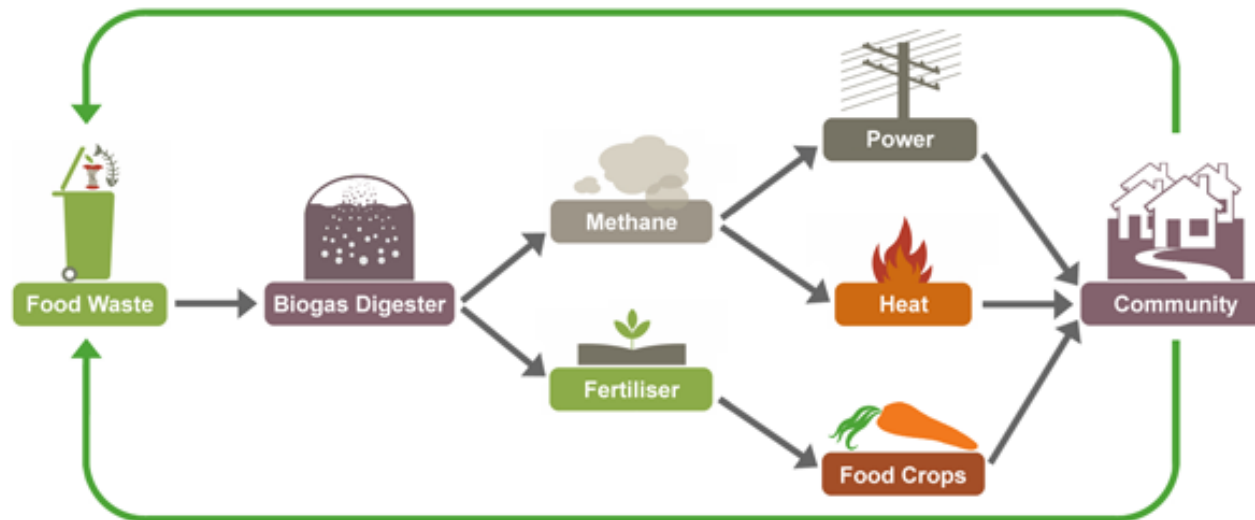 Power
Methane
Food Waste
Biogas Digester
Heat
Community
Fertiliser
Food Crops